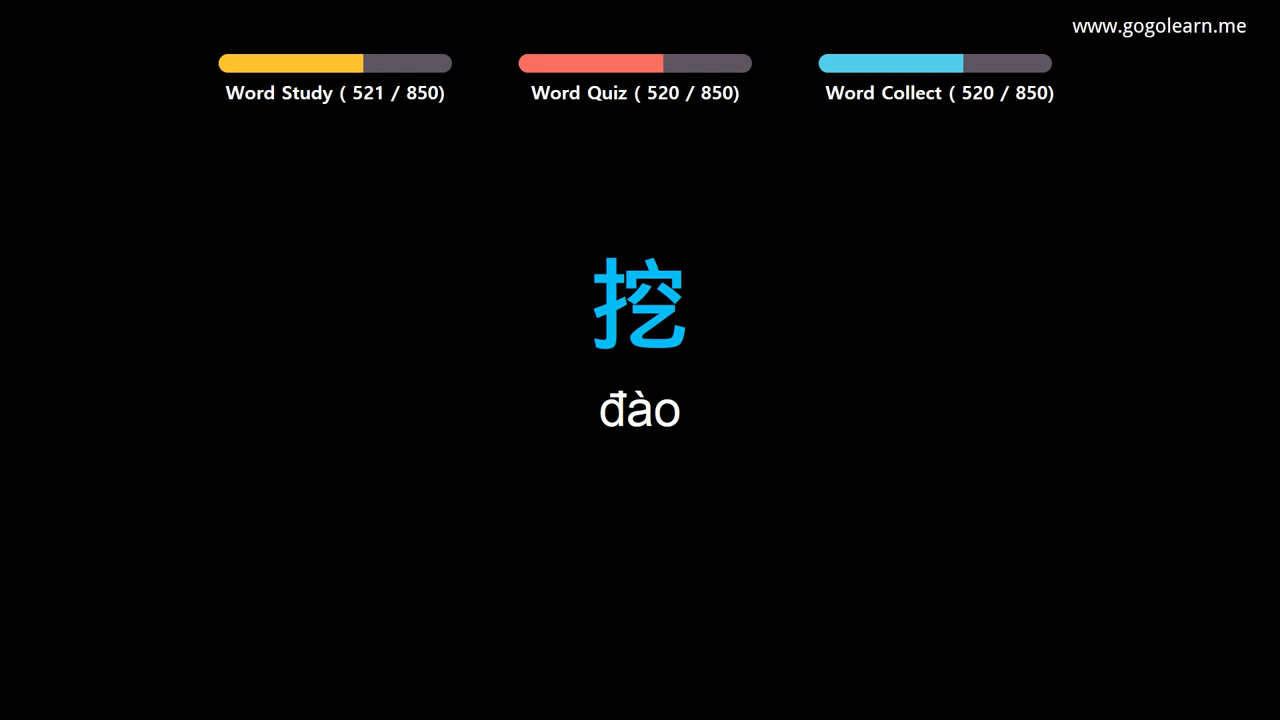 www.gogolearn.me
Word Study ( 521 / 850)
Word Quiz ( 520 / 850)
Word Collect ( 520 / 850)
挖
đào